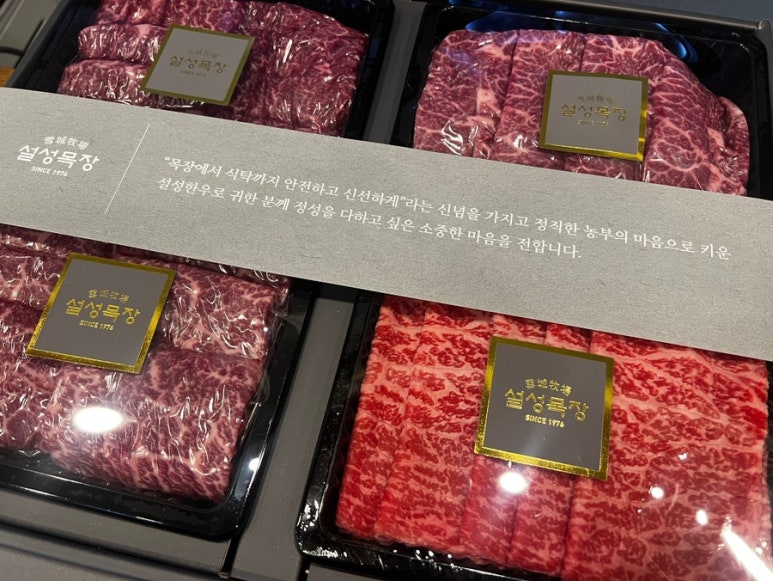 雪城牧場
설성목장
SINCE 1976
雪城牧場
설성목장
SINCE 1976
雪城牧場
설성목장
SINCE 1976
"목장에서 식탁까지 안전하고 신선하게"라는 신념을 가지고 정직한 농부의 마음으로 키운
설성한우로 귀한 분께 정성을 다하고 싶은 소중한 마음을 전합니다.
雪城牧場
설성목장
SINCE 1976
雪城牧場
설성목장
SINCE 1976